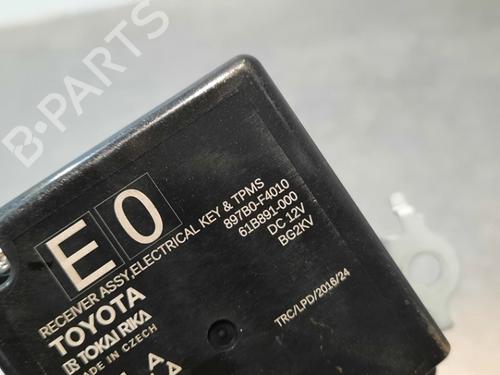 B-PARTS
E0
RECEIVER ASSY,ELECTRICAL KEY & TPMS
897B0-F4010
61B891-000
DC 12V
BG2KV
TOYOTA
TOKAI RIKA
MADE IN CZECH
TRC/LPD/2016/24